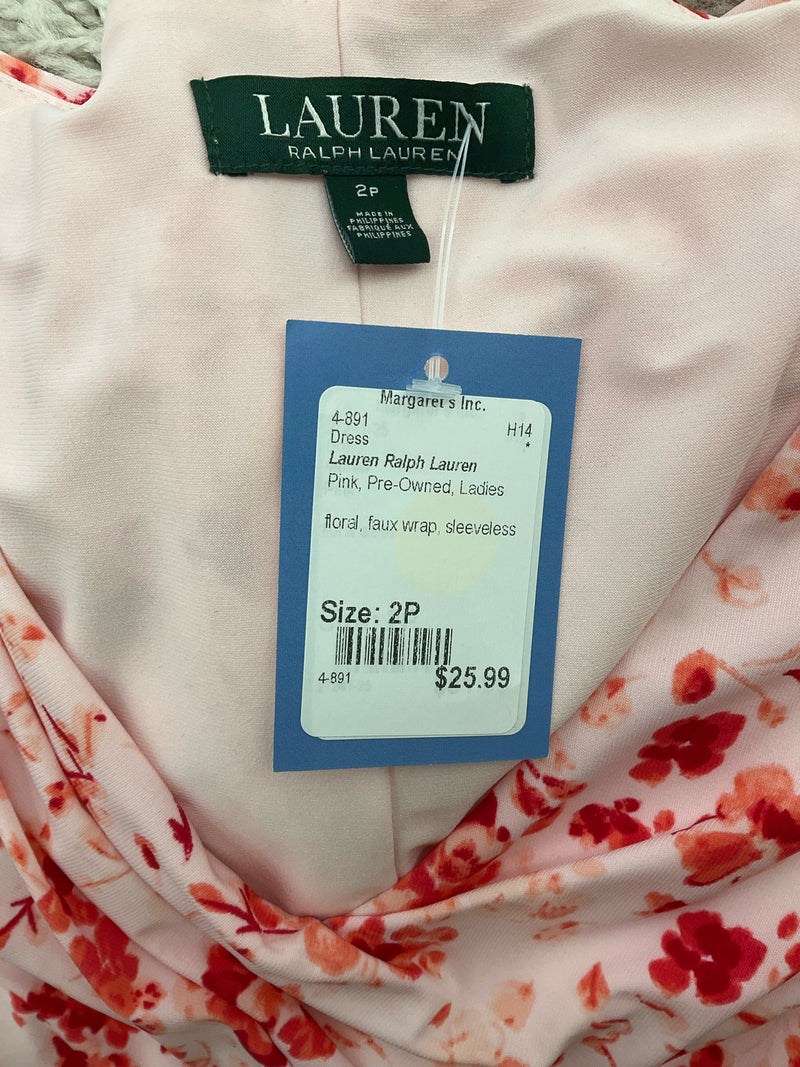 LAUREN
RALPH LAUREN
2P
MADE IN
PHILIPPINES
FABRIQUÉ AUX
PHILIPPINES
Margaret's Inc.
4-891 H14
Dress *
Lauren Ralph Lauren
Pink, Pre-Owned, Ladies
floral, faux wrap, sleeveless
Size: 2P
4-891 $25.99